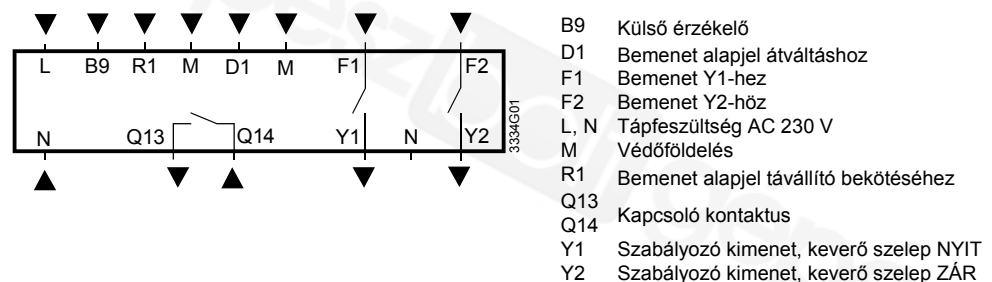 L B9 R1 M D1 M F1 F2
N Q13 Q14 Y1 N Y2
3334G01
B9 Külső érzékelő
D1 Bemenet alapjel átváltáshoz
F1 Bemenet Y1-hez
F2 Bemenet Y2-höz
L, N Tápfeszültség AC 230 V
M Védőföldelés
R1 Bemenet alapjel távállító bekötéséhez
Q13
Q14 Kapcsoló kontaktus
Y1 Szabályozó kimenet, keverő szelep NYIT
Y2 Szabályozó kimenet, keverő szelep ZÁR